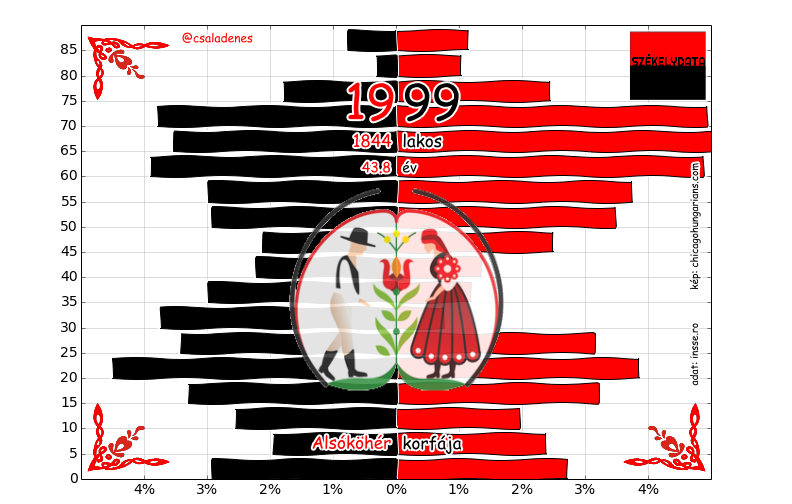 @csaladenes
SZÉKELYDATA
1999
1844 lakos
43.8 év
kép: chicagohungarians.com
adat: insse.ro
Alsókóhér korfája
85
80
75
70
65
60
55
50
45
40
35
30
25
20
15
10
5
0
4% 3% 2% 1% 0% 1% 2% 3% 4%